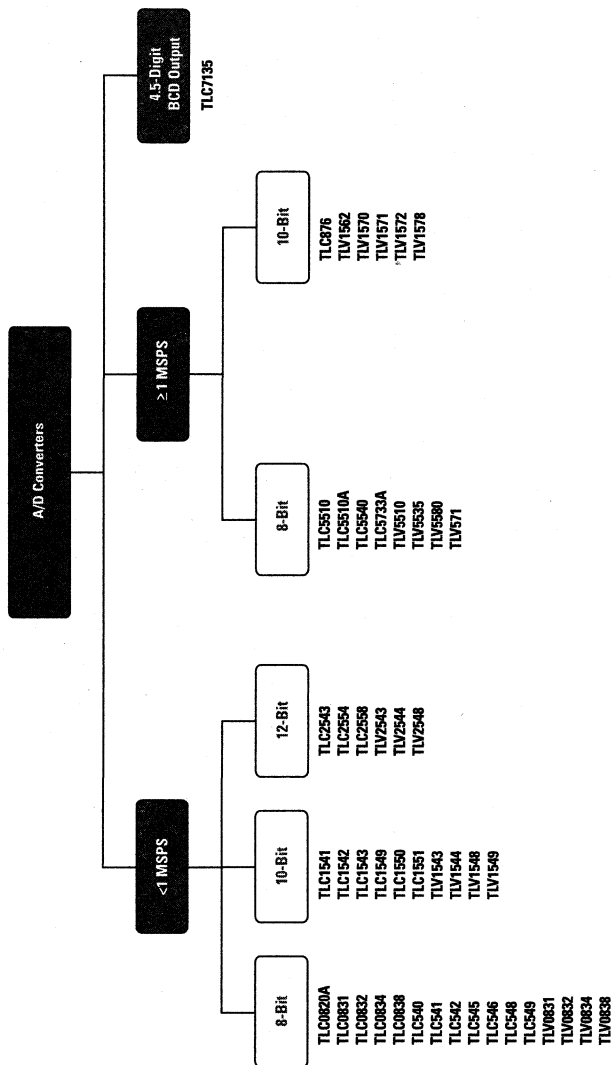 A/D Converters
<1 MSPS
≥ 1 MSPS
4.5-Digit
BCD Output
TLC7135
8-Bit
TLC0820A
TLC0831
TLC0832
TLC0834
TLC0838
TLC540
TLC541
TLC542
TLC545
TLC546
TLC548
TLC549
TLV0831
TLV0832
TLV0834
TLV0838
10-Bit
TLC1541
TLC1542
TLC1543
TLC1549
TLC1550
TLC1551
TLV1543
TLV1544
TLV1548
TLV1549
12-Bit
TLC2543
TLC2554
TLC2558
TLV2543
TLV2544
TLV2548
8-Bit
TLC5510
TLC5510A
TLC5540
TLC5733A
TLV5510
TLV5535
TLV5580
TLV571
10-Bit
TLC876
TLV1562
TLV1570
TLV1571
TLV1572
TLV1578